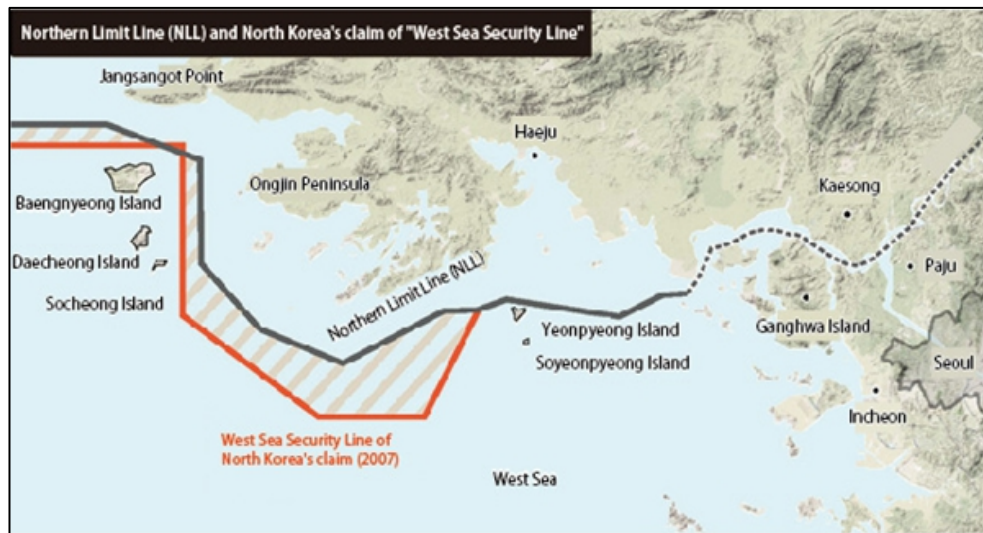 Northern Limit Line (NLL) and North Korea's claim of "West Sea Security Line"
Jangsangot Point
Haeju
Ongjin Peninsula
Kaesong
Baengnyeong Island
Daecheong Island
Paju
Socheong Island
Northern Limit Line (NLL)
Yeonpyeong Island
Ganghwa Island
Soyeonpyeong Island
Seoul
Incheon
West Sea Security Line of
North Korea's claim (2007)
West Sea